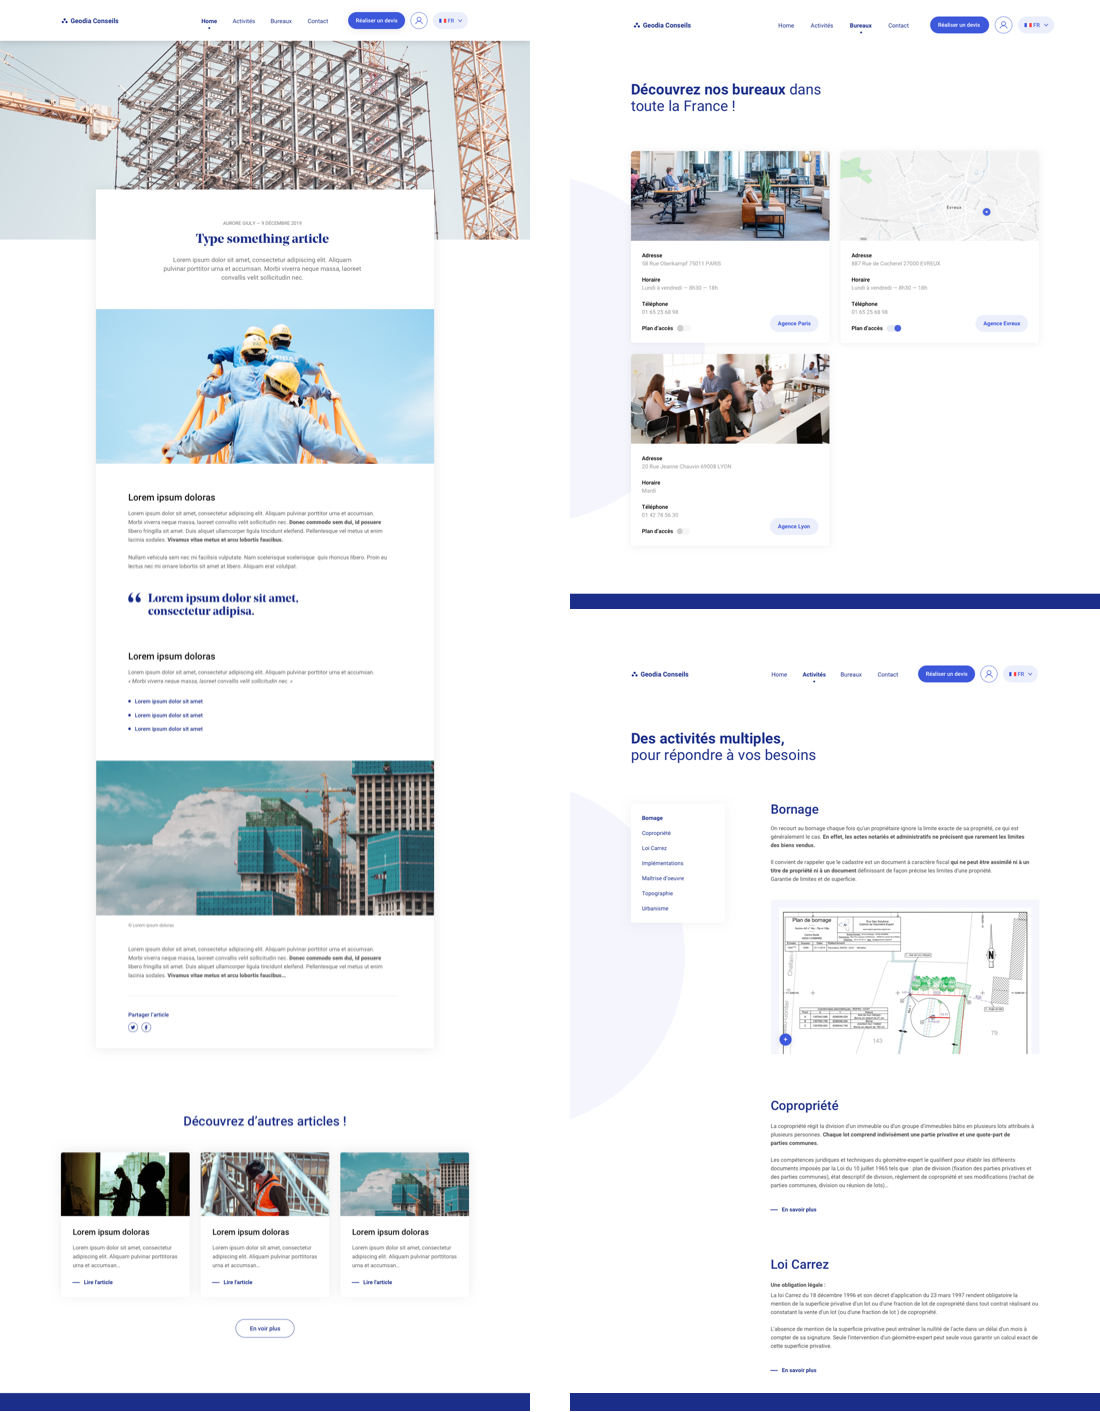 Geodia Conseils
Home
Activités
Bureaux
Contact
Réaliser un devis
FR
AURORE GIULY – 9 DÉCEMBRE 2019
Type something article
Lorem ipsum dolor sit amet, consectetur adipiscing elit. Aliquam
pulvinar porttitor urna et accumsan. Morbi viverra neque massa, laoreet
convallis velit sollicitudin nec.
Lorem ipsum doloras
Lorem ipsum dolor sit amet, consectetur adipiscing elit. Aliquam pulvinar porttitor urna et accumsan.
Morbi viverra neque massa, laoreet convallis velit sollicitudin nec. Donec commodo sem dui, id posuere
libero fringilla sit amet. Duis aliquet ullamcorper ligula tincidunt eleifend. Pellentesque vel metus ut enim
lacinia sodales. Vivamus vitae metus et arcu lobortis faucibus.
Nullam vehicula sem nec mi facilisis vulputate. Nam scelerisque scelerisque quis rhoncus libero. Proin eu
lectus nec mi ornare lobortis sit amet at libero. Aliquam erat volutpat.
Lorem ipsum dolor sit amet,
consectetur adipisa.
Lorem ipsum doloras
Lorem ipsum dolor sit amet, consectetur adipiscing elit. Aliquam pulvinar porttitor urna et accumsan.
« Morbi viverra neque massa, laoreet convallis velit sollicitudin nec. »
Lorem ipsum dolor sit amet
Lorem ipsum dolor sit amet
Lorem ipsum dolor sit amet
© Lorem ipsum doloras
Lorem ipsum dolor sit amet, consectetur adipiscing elit. Aliquam pulvinar porttitor urna et accumsan.
Morbi viverra neque massa, laoreet convallis velit sollicitudin nec. Donec commodo sem dui, id posuere
libero fringilla sit amet. Duis aliquet ullamcorper ligula tincidunt eleifend. Pellentesque vel metus ut enim
lacinia sodales. Vivamus vitae metus et arcu lobortis faucibus...
Partager l'article
Découvrez d'autres articles !
Lorem ipsum doloras
Lorem ipsum dolor sit amet, consectetur
adipiscing elit. Aliquam pulvinar porttitoras
urna et accumsan...
Lire l'article
Lorem ipsum doloras
Lorem ipsum dolor sit amet, consectetur
adipiscing elit. Aliquam pulvinar porttitoras
urna et accumsan...
Lire l'article
Lorem ipsum doloras
Lorem ipsum dolor sit amet, consectetur
adipiscing elit. Aliquam pulvinar porttitoras
urna et accumsan...
Lire l'article
En voir plus
Geodia Conseils
Home
Activités
Bureaux
Contact
Réaliser un devis
FR
Découvrez nos bureaux dans
toute la France !
Adresse
58 Rue Oberkampf 75011 PARIS
Horaire
Lundi à vendredi – 8h30 – 18h
Téléphone
01 65 25 68 98
Plan d'accès
Agence Paris
Évreux
Adresse
887 Rue de Cocherel 27000 EVREUX
Horaire
Lundi à vendredi – 8h30 – 18h
Téléphone
01 65 25 68 98
Plan d'accès
Agence Evreux
Adresse
20 Rue Jeanne Chauvin 69008 LYON
Horaire
Mardi
Téléphone
01 42 78 56 30
Plan d'accès
Agence Lyon
Geodia Conseils
Home
Activités
Bureaux
Contact
Réaliser un devis
FR
Des activités multiples,
pour répondre à vos besoins
Bornage
Copropriété
Loi Carrez
Implémentations
Maîtrise d'oeuvre
Topographie
Urbanisme
Bornage
On recourt au bornage chaque fois qu'un propriétaire ignore la limite exacte de sa propriété, ce qui est
généralement le cas. En effet, les actes notariés et administratifs ne précisent que rarement les limites
des biens vendus.
Il convient de rappeler que le cadastre est un document à caractère fiscal qui ne peut être assimilé ni à un
titre de propriété ni à un document définissant de façon précise les limites d'une propriété.
Garantie de limites et de superficie.
Plan de bornage
N
79
143
Copropriété
La copropriété régit la division d'un immeuble ou d'un groupe d'immeubles bâtis en plusieurs lots attribués à
plusieurs personnes. Chaque lot comprend indivisément une partie privative et une quote-part de
parties communes.
Les compétences juridiques et techniques du géomètre-expert le qualifient pour établir les différents
documents imposés par la Loi du 10 juillet 1965 tels que : plan de division (fixation des parties privatives et
des parties communes), état descriptif de division, règlement de copropriété et ses modifications (rachat de
parties communes, division ou réunion de lots)...
En savoir plus
Loi Carrez
Une obligation légale :
La loi Carrez du 18 décembre 1996 et son décret d'application du 23 mars 1997 rendent obligatoire la
mention de la superficie privative d'un lot ou d'une fraction de lot de copropriété dans tout contrat réalisant ou
constatant la vente d'un lot (ou d'une fraction de lot ) de copropriété.
L'absence de mention de la superficie privative peut entraîner la nullité de l'acte dans un délai d'un mois à
compter de sa signature. Seule l'intervention d'un géomètre-expert peut seule vous garantir un calcul exact de
cette superficie privative.
En savoir plus